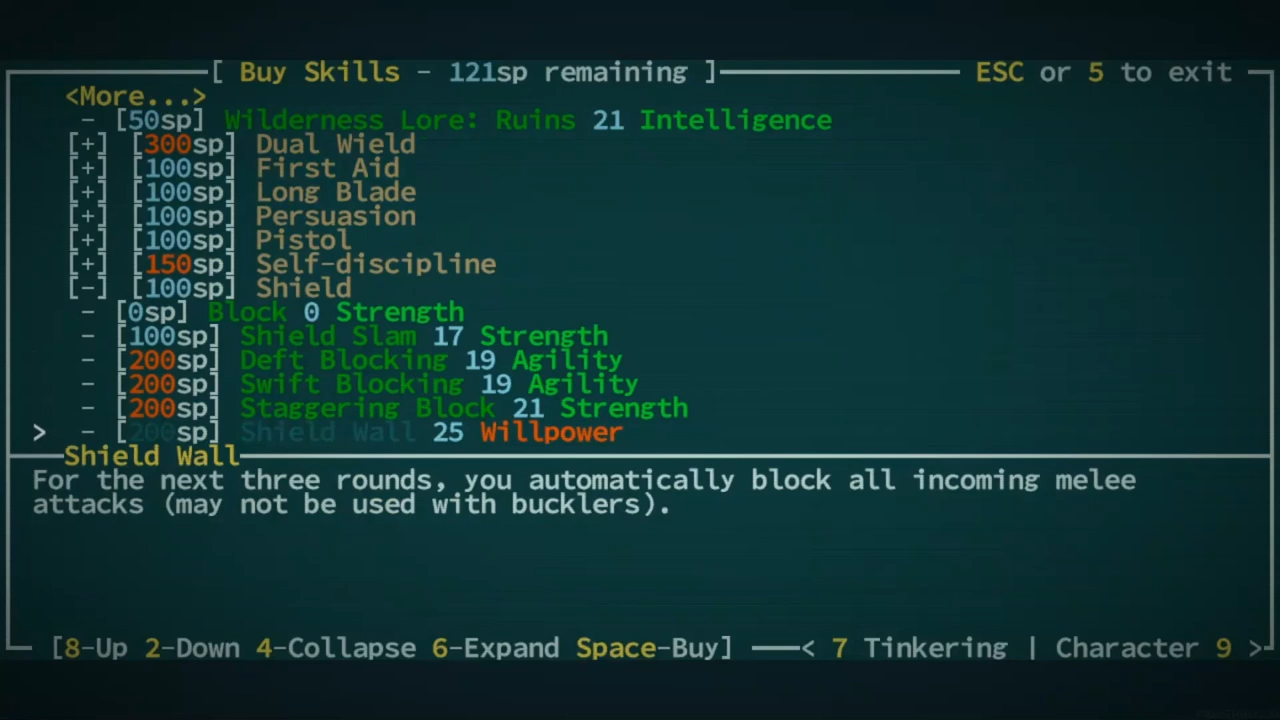 [ Buy Skills - 121sp remaining ] ESC or 5 to exit
<More...>
- [50sp] Wilderness Lore: Ruins 21 Intelligence
[+] [300sp] Dual Wield
[+] [100sp] First Aid
[+] [100sp] Long Blade
[+] [100sp] Persuasion
[+] [100sp] Pistol
[+] [150sp] Self-discipline
[-] [100sp] Shield
- [0sp] Block 0 Strength
- [100sp] Shield Slam 17 Strength
- [200sp] Deft Blocking 19 Agility
- [200sp] Swift Blocking 19 Agility
- [200sp] Staggering Block 21 Strength
> - [200sp] Shield Wall 25 Willpower
Shield Wall
For the next three rounds, you automatically block all incoming melee
attacks (may not be used with bucklers).
[8-Up 2-Down 4-Collapse 6-Expand Space-Buy] < 7 Tinkering | Character 9 >